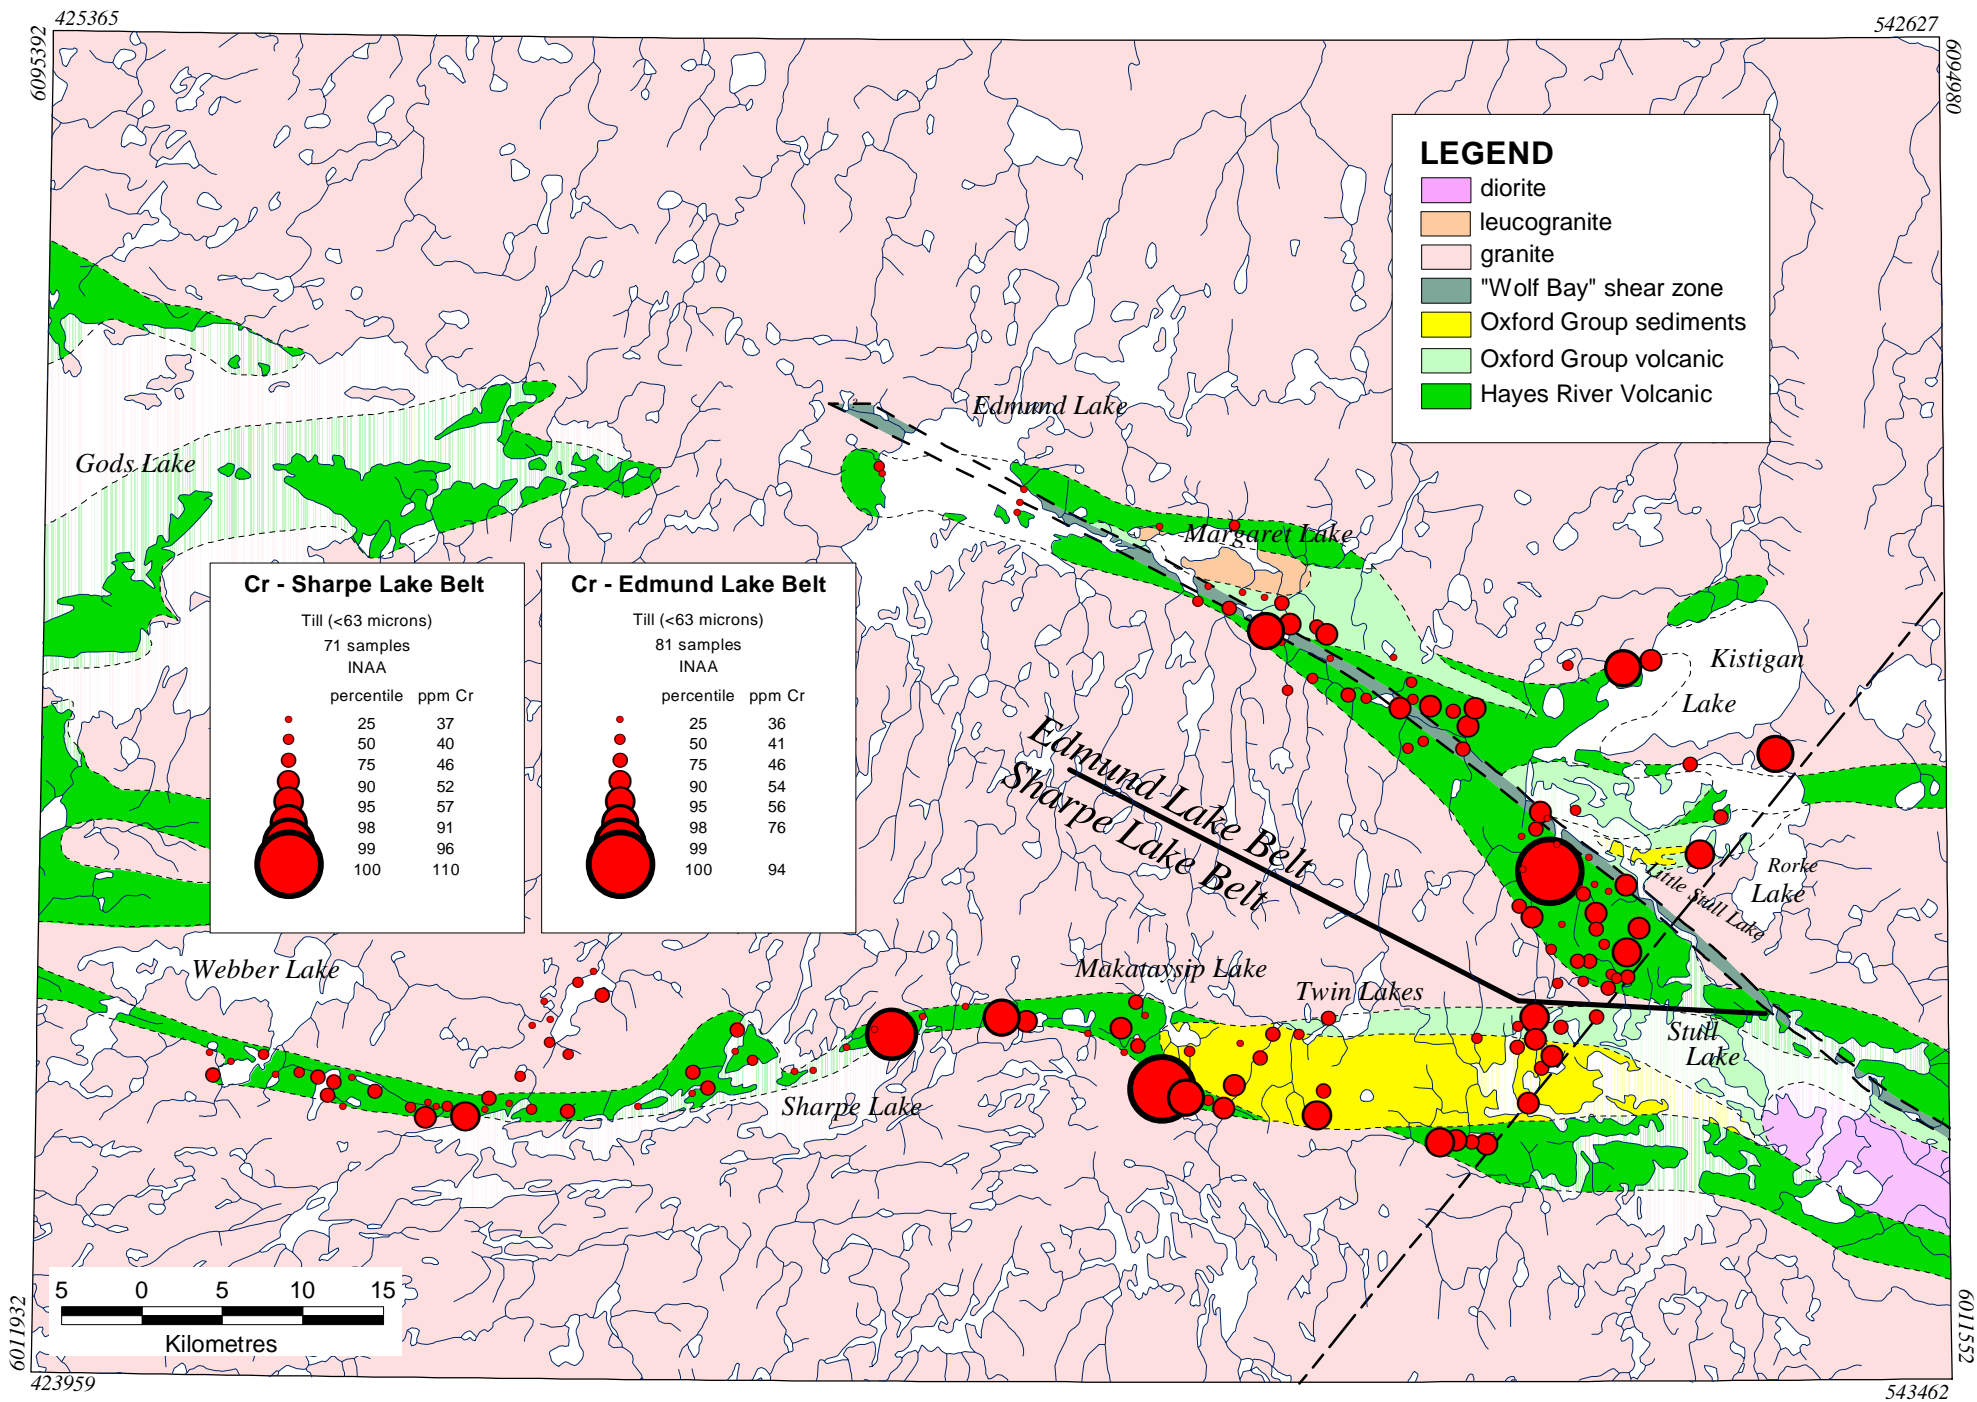 425365
542627
6095392
6094980
LEGEND
diorite
leucogranite
granite
"Wolf Bay" shear zone
Oxford Group sediments
Oxford Group volcanic
Hayes River Volcanic
Edmund Lake
Gods Lake
Margaret Lake
Cr - Sharpe Lake Belt
Till (<63 microns)
71 samples
INAA
percentile ppm Cr
25 37
50 40
75 46
90 52
95 57
98 91
99 96
100 110
Cr - Edmund Lake Belt
Till (<63 microns)
81 samples
INAA
percentile ppm Cr
25 36
50 41
75 46
90 54
95 56
98 76
99
100 94
Kistigan
Lake
Edmund Lake Belt
Sharpe Lake Belt
Rorke
Lake
Little Stull Lake
Webber Lake
Makataysip Lake
Twin Lakes
Stull
Lake
Sharpe Lake
5 0 5 10 15
Kilometres
6011932
6011552
423959
543462